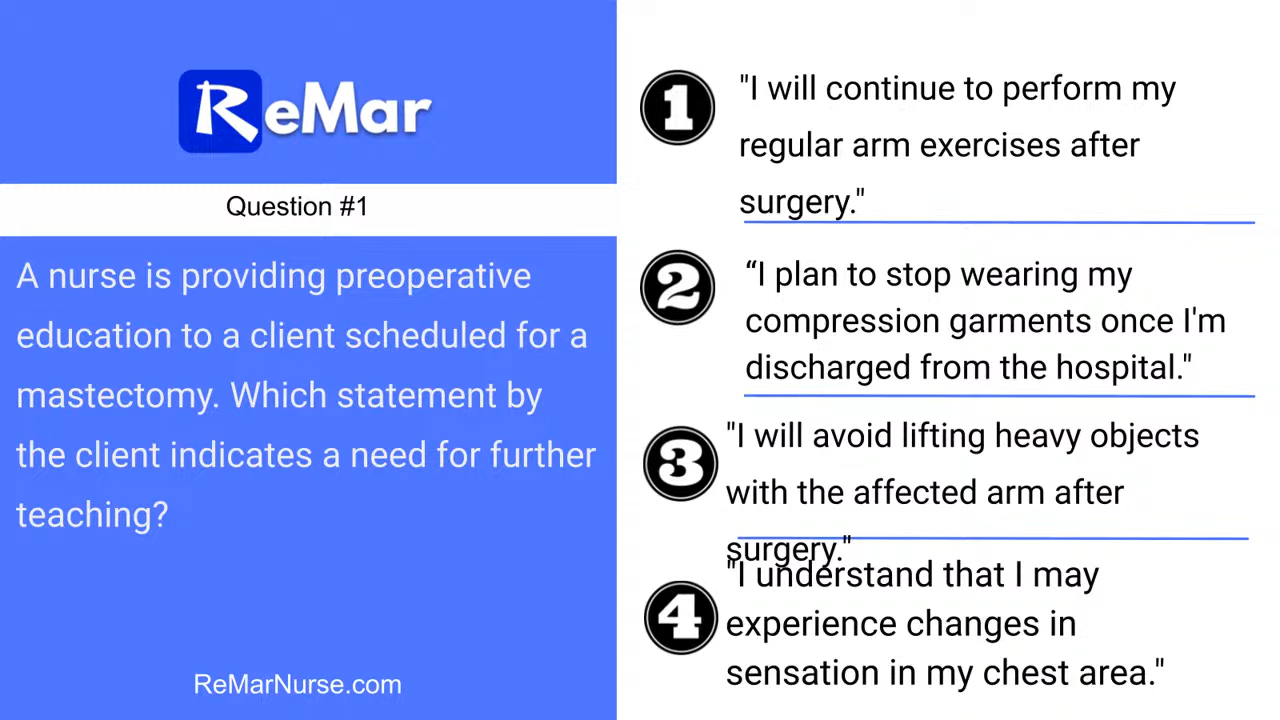 ReMar
Question #1
A nurse is providing preoperative
education to a client scheduled for a
mastectomy. Which statement by
the client indicates a need for further
teaching?
ReMarNurse.com
1
"I will continue to perform my
regular arm exercises after
surgery."
2
“I plan to stop wearing my
compression garments once I'm
discharged from the hospital."
3
"I will avoid lifting heavy objects
with the affected arm after
surgery."
4
"I understand that I may
experience changes in
sensation in my chest area."